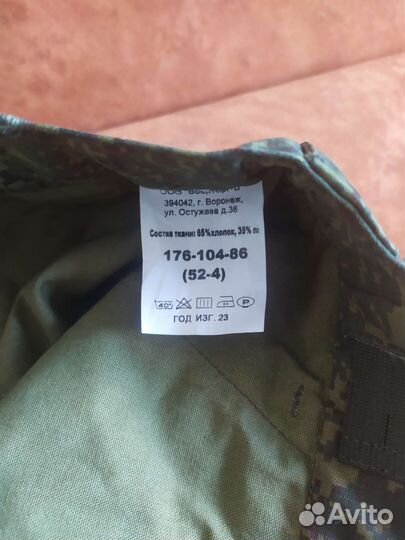 394042, г. Воронеж,
ул. Остужева д.36
Состав ткани: 65%хлопок, 35% п
176-104-86
(52-4)
40°
P
ГОД ИЗГ. 23
Avito